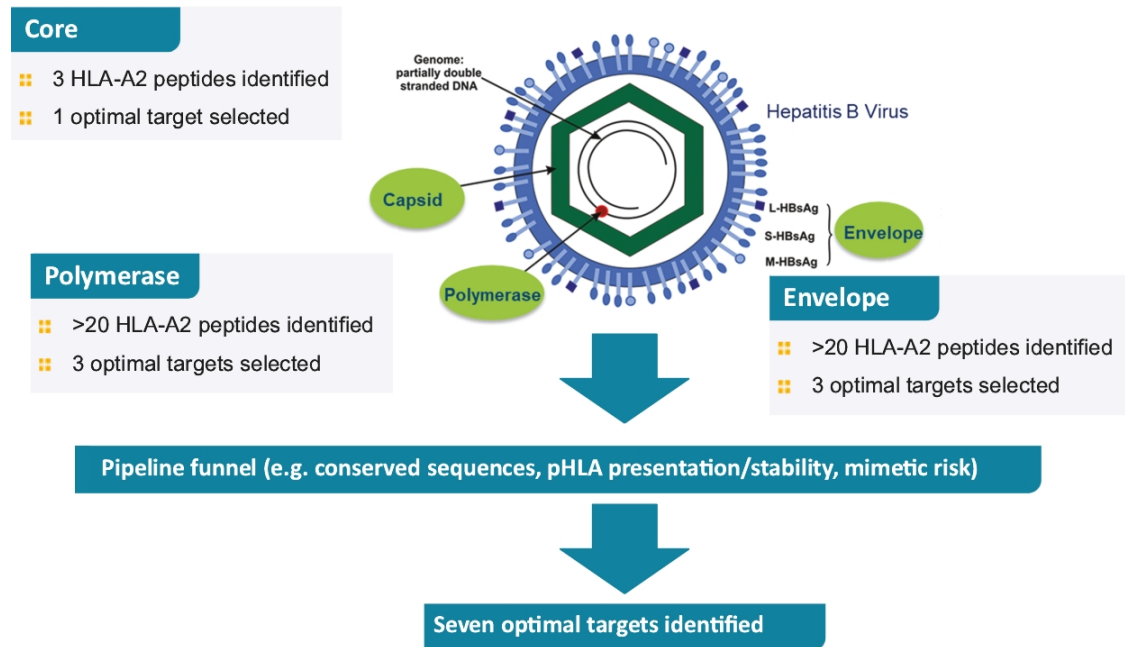 Core
3 HLA-A2 peptides identified
1 optimal target selected
Genome:
partially double
stranded DNA
Hepatitis B Virus
Capsid
L-HBsAg
S-HBsAg
M-HBsAg
Envelope
Polymerase
Polymerase
>20 HLA-A2 peptides identified
3 optimal targets selected
Envelope
>20 HLA-A2 peptides identified
3 optimal targets selected
Pipeline funnel (e.g. conserved sequences, pHLA presentation/stability, mimetic risk)
Seven optimal targets identified